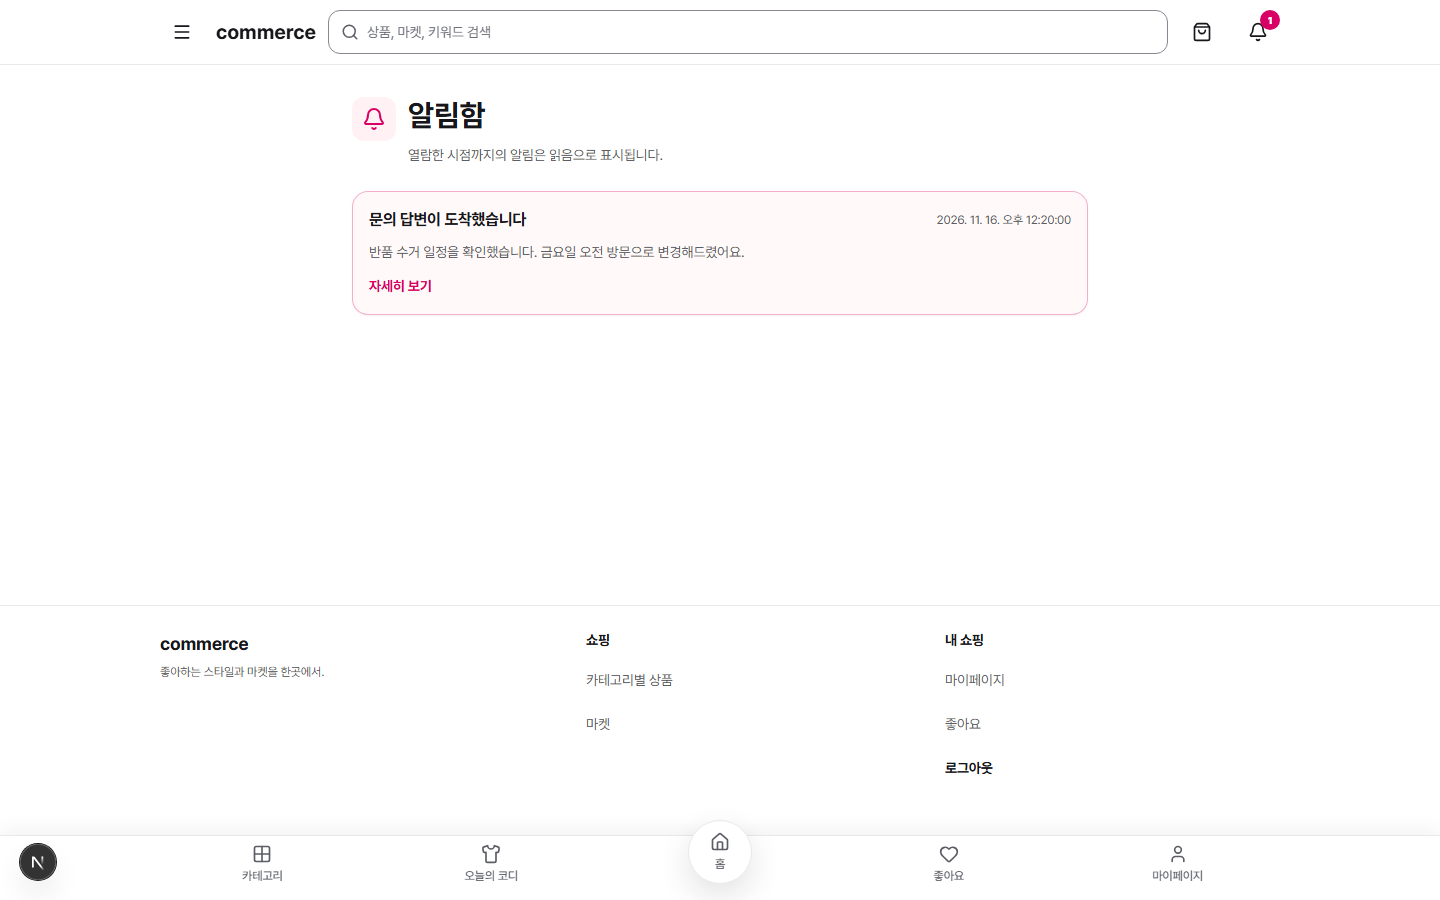 commerce
상품, 마켓, 키워드 검색
1
알림함
열람한 시점까지의 알림은 읽음으로 표시됩니다.
문의 답변이 도착했습니다
2026. 11. 16. 오후 12:20:00
반품 수거 일정을 확인했습니다. 금요일 오전 방문으로 변경해드렸어요.
자세히 보기
commerce
좋아하는 스타일과 마켓을 한곳에서.
쇼핑
카테고리별 상품
마켓
내 쇼핑
마이페이지
좋아요
로그아웃
N
카테고리
오늘의 코디
홈
좋아요
마이페이지